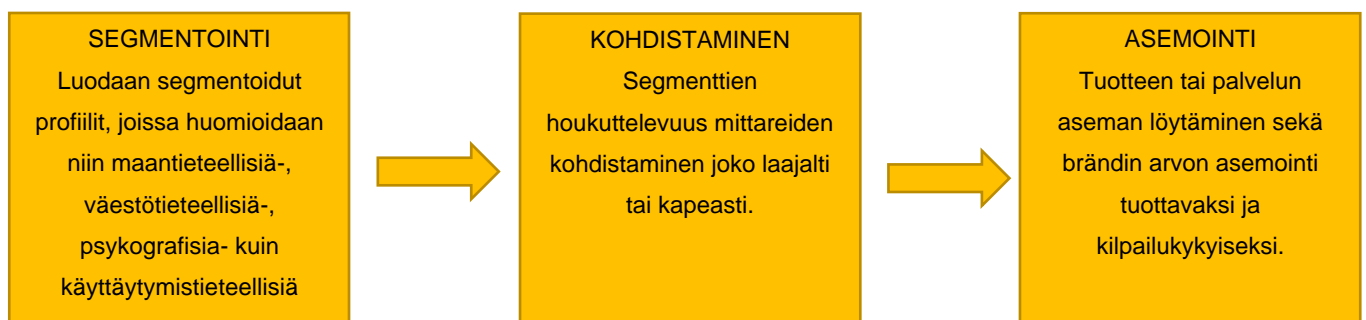 SEGMENTOINTI
Luodaan segmentoidut
profiilit, joissa huomioidaan
niin maantieteellisiä-,
väestötieteellisiä-,
psykografisia- kuin
käyttäytymistieteellisiä
KOHDISTAMINEN
Segmenttien
houkuttelevuus mittareiden
kohdistaminen joko laajalti
tai kapeasti.
ASEMOINTI
Tuotteen tai palvelun
aseman löytäminen sekä
brändin arvon asemointi
tuottavaksi ja
kilpailukykyiseksi.